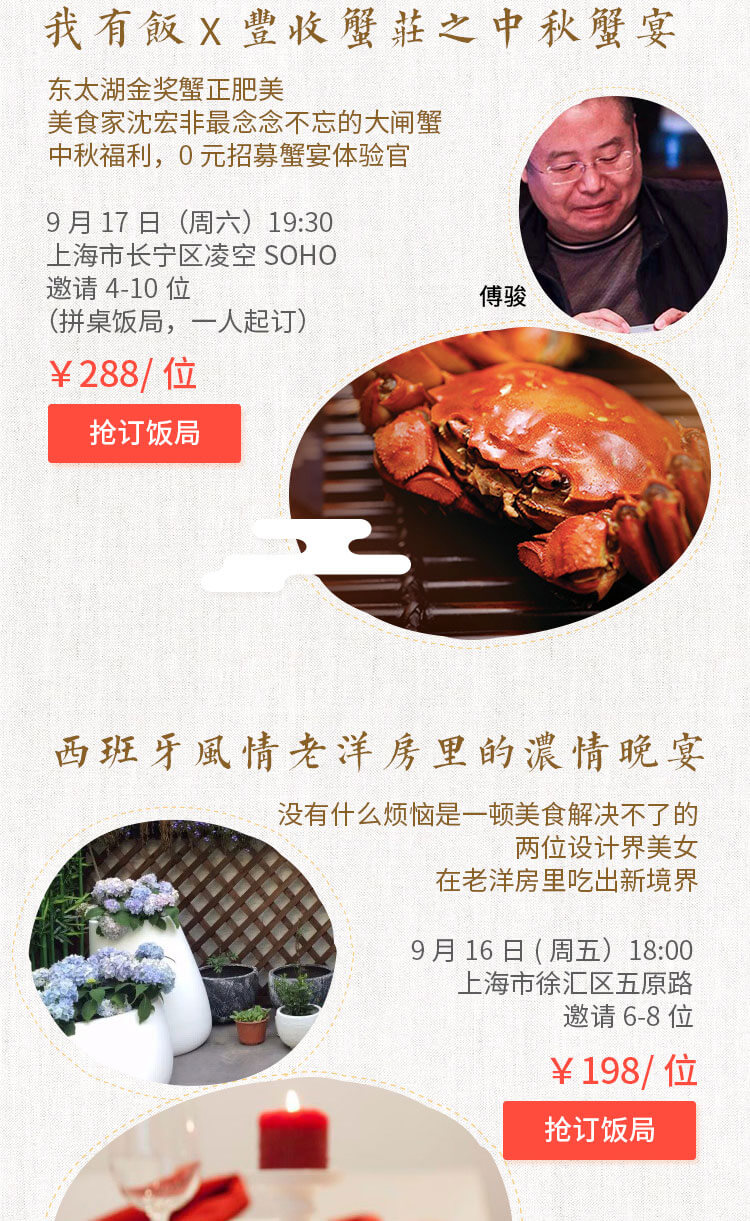 我有飯 x 豐收蟹莊之中秋蟹宴
东太湖金奖蟹正肥美
美食家沈宏非最念念不忘的大闸蟹
中秋福利，0 元招募蟹宴体验官
9 月 17 日（周六）19:30
上海市长宁区凌空 SOHO
邀请 4-10 位
（拼桌饭局，一人起订）
傅骏
￥288/ 位
抢订饭局
西班牙風情老洋房里的濃情晚宴
没有什么烦恼是一顿美食解决不了的
两位设计界美女
在老洋房里吃出新境界
9 月 16 日 ( 周五）18:00
上海市徐汇区五原路
邀请 6-8 位
￥198/ 位
抢订饭局